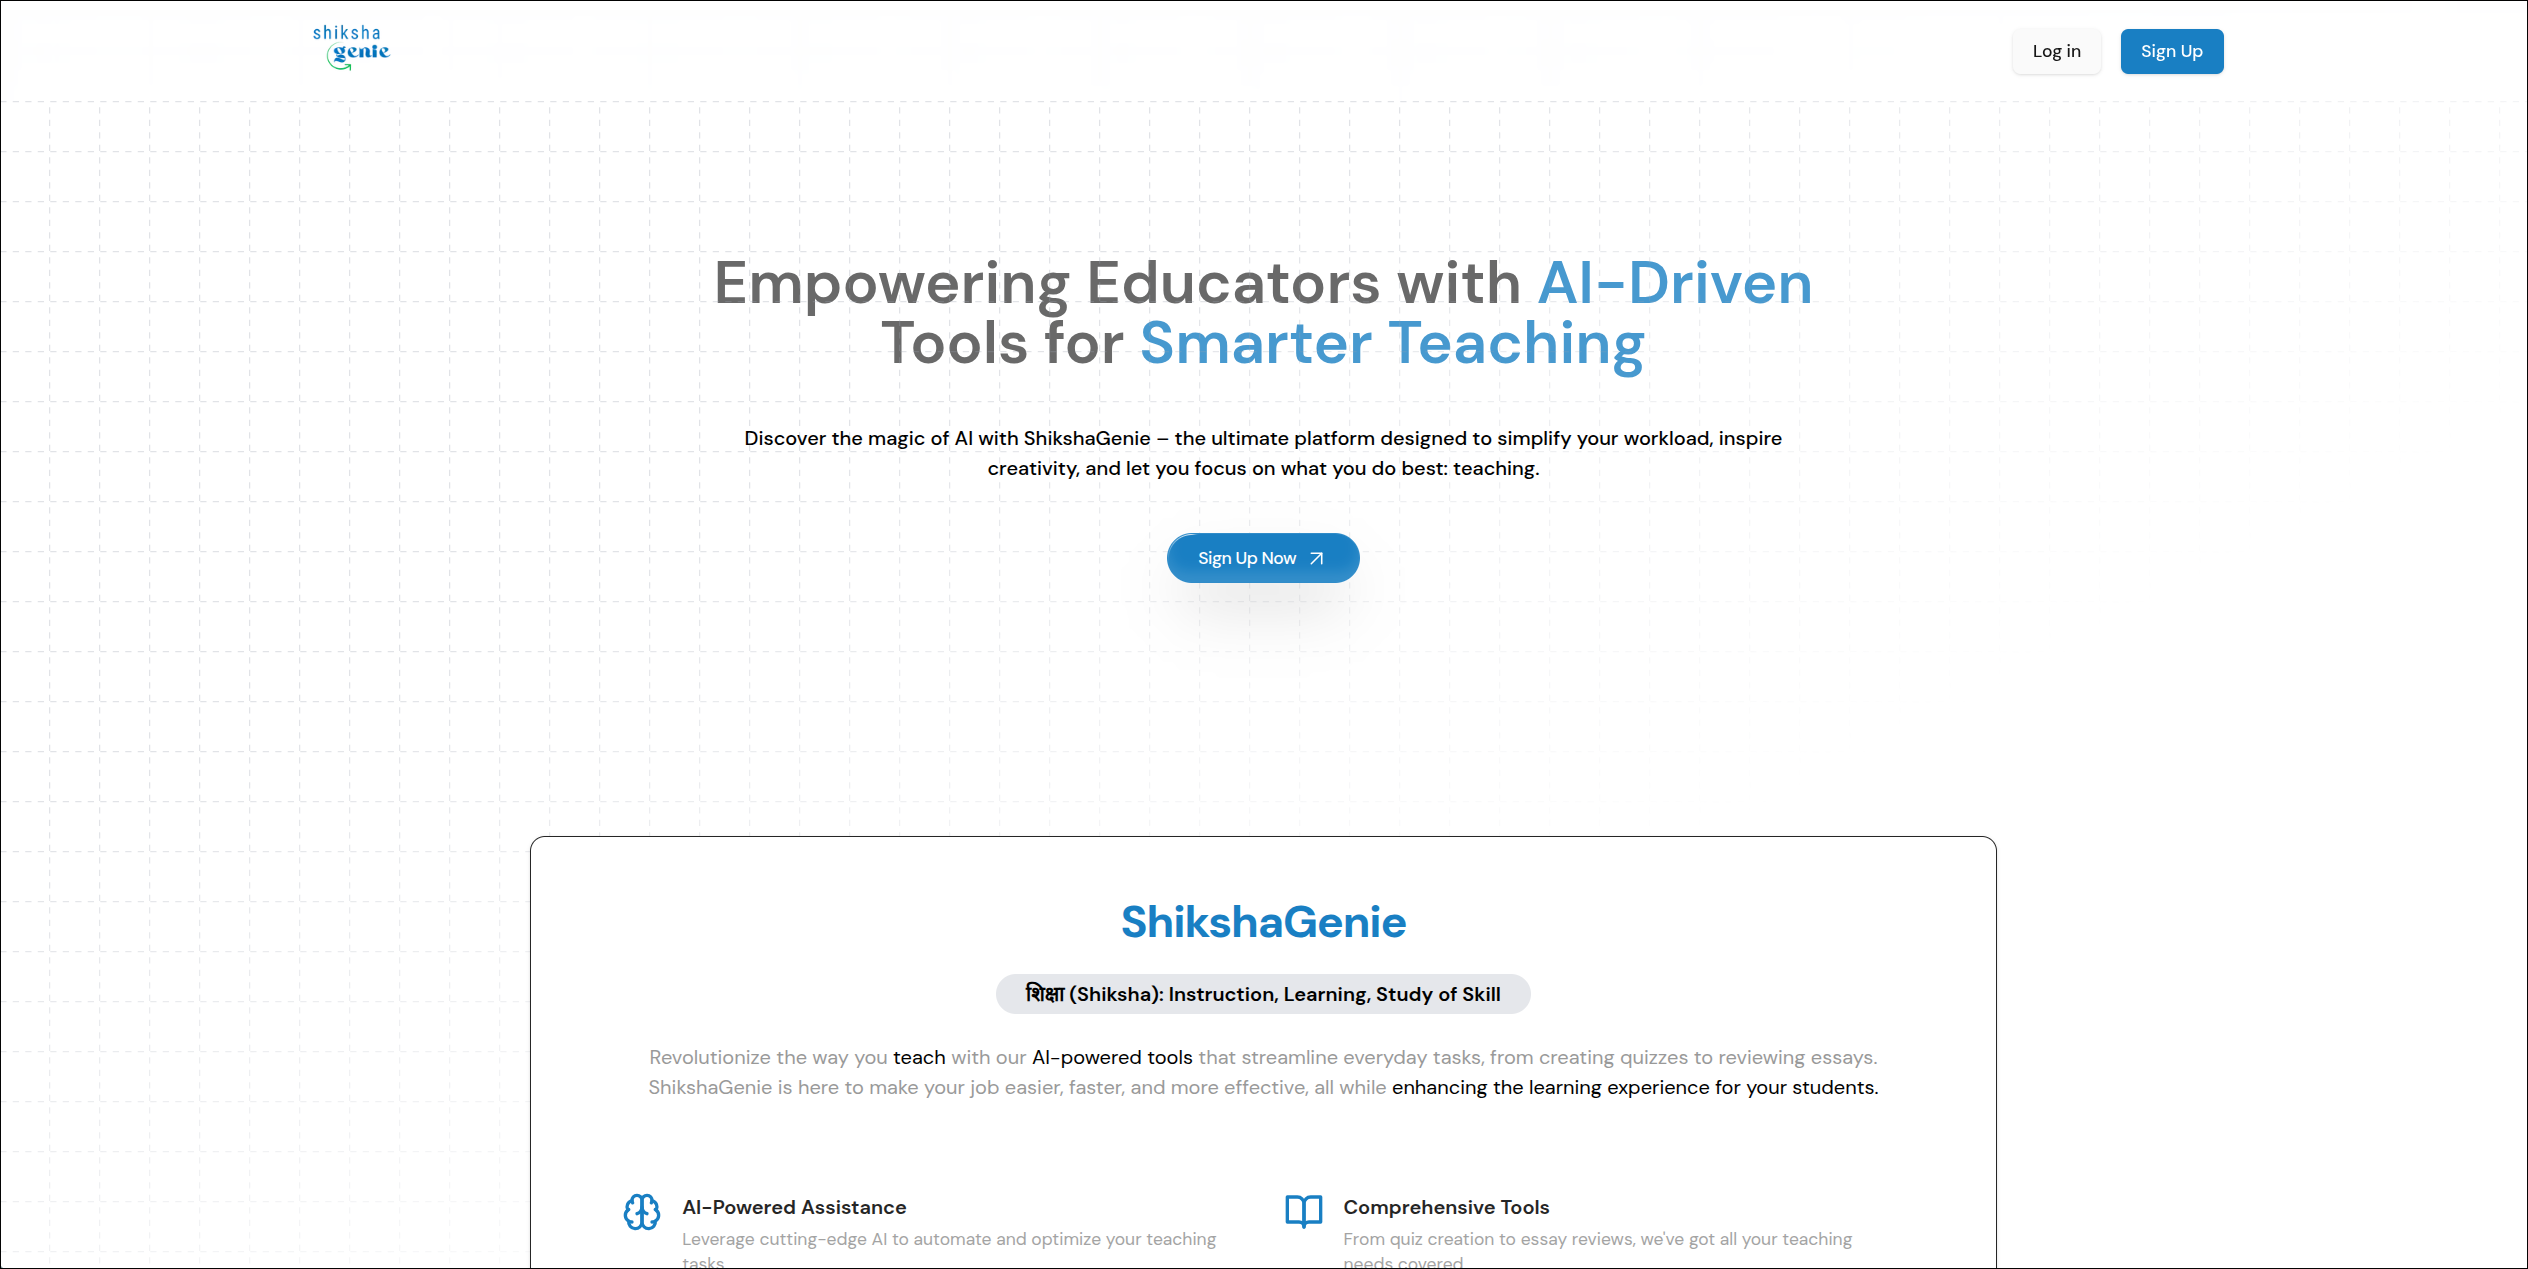 shiksha
genie
Log in
Sign Up
Empowering Educators with AI-Driven
Tools for Smarter Teaching
Discover the magic of AI with ShikshaGenie – the ultimate platform designed to simplify your workload, inspire
creativity, and let you focus on what you do best: teaching.
Sign Up Now
ShikshaGenie
शिक्षा (Shiksha): Instruction, Learning, Study of Skill
Revolutionize the way you teach with our AI-powered tools that streamline everyday tasks, from creating quizzes to reviewing essays.
ShikshaGenie is here to make your job easier, faster, and more effective, all while enhancing the learning experience for your students.
AI-Powered Assistance
Leverage cutting-edge AI to automate and optimize your teaching
tasks
Comprehensive Tools
From quiz creation to essay reviews, we've got all your teaching
needs covered